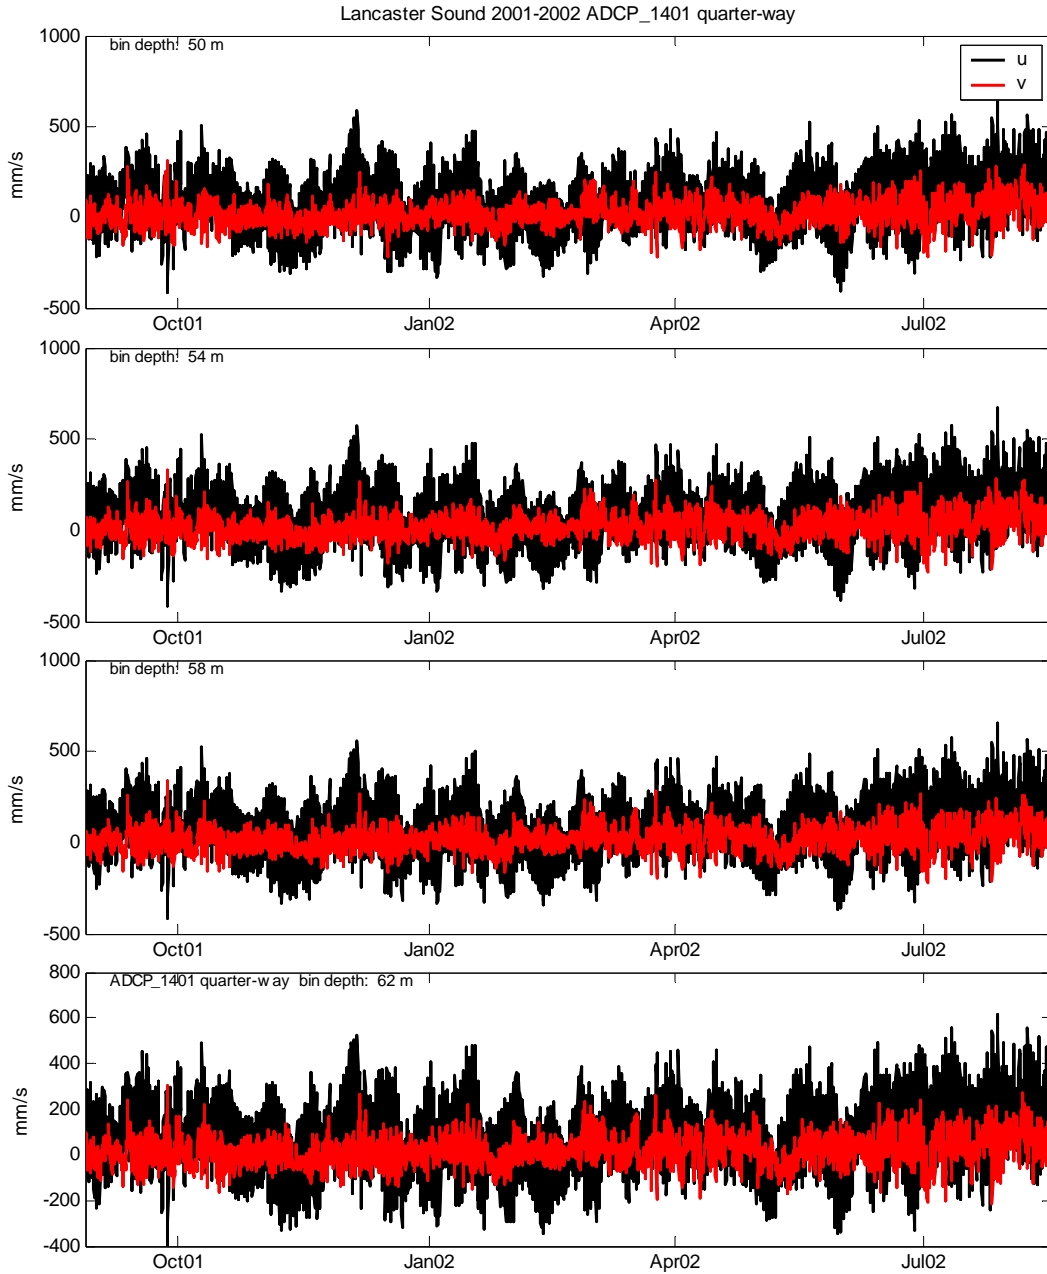 Lancaster Sound 2001-2002 ADCP_1401 quarter-way
1000
bin depth: 50 m
u
v
500
mm/s
0
-500
Oct01 Jan02 Apr02 Jul02
1000
bin depth: 54 m
500
mm/s
0
-500
Oct01 Jan02 Apr02 Jul02
1000
bin depth: 58 m
500
mm/s
0
-500
Oct01 Jan02 Apr02 Jul02
800
ADCP_1401 quarter-way bin depth: 62 m
600
400
mm/s
200
0
-200
-400
Oct01 Jan02 Apr02 Jul02